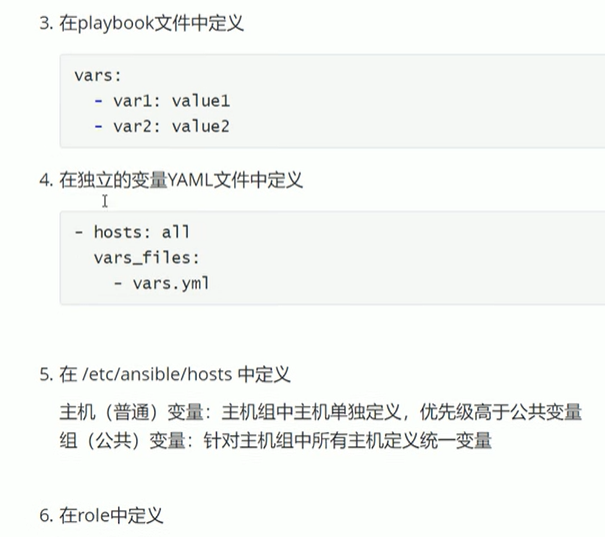 3. 在playbook文件中定义
vars:
  - var1: value1
  - var2: value2
4. 在独立的变量YAML文件中定义
- hosts: all
  vars_files:
    - vars.yml
5. 在 /etc/ansible/hosts 中定义
主机（普通）变量：主机组中主机单独定义，优先级高于公共变量
组（公共）变量：针对主机组中所有主机定义统一变量
6. 在role中定义